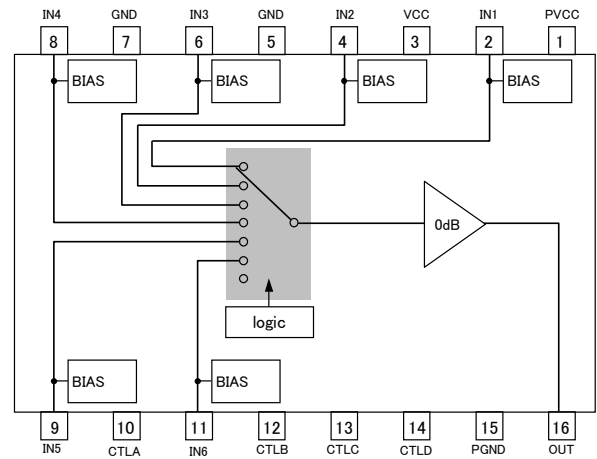 IN4 GND IN3 GND IN2 VCC IN1 PVCC
8 7 6 5 4 3 2 1
BIAS BIAS BIAS BIAS
0dB
logic
BIAS BIAS
9 10 11 12 13 14 15 16
IN5 CTLA IN6 CTLB CTLC CTLD PGND OUT